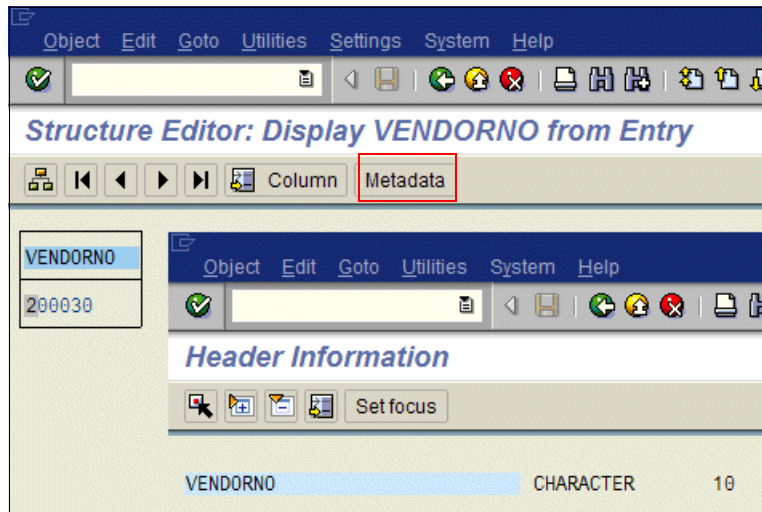 Object Edit Goto Utilities Settings System Help
Structure Editor: Display VENDORNO from Entry
Column Metadata
VENDORNO
200030
Object Edit Goto Utilities System Help
Header Information
Set focus
VENDORNO CHARACTER 10